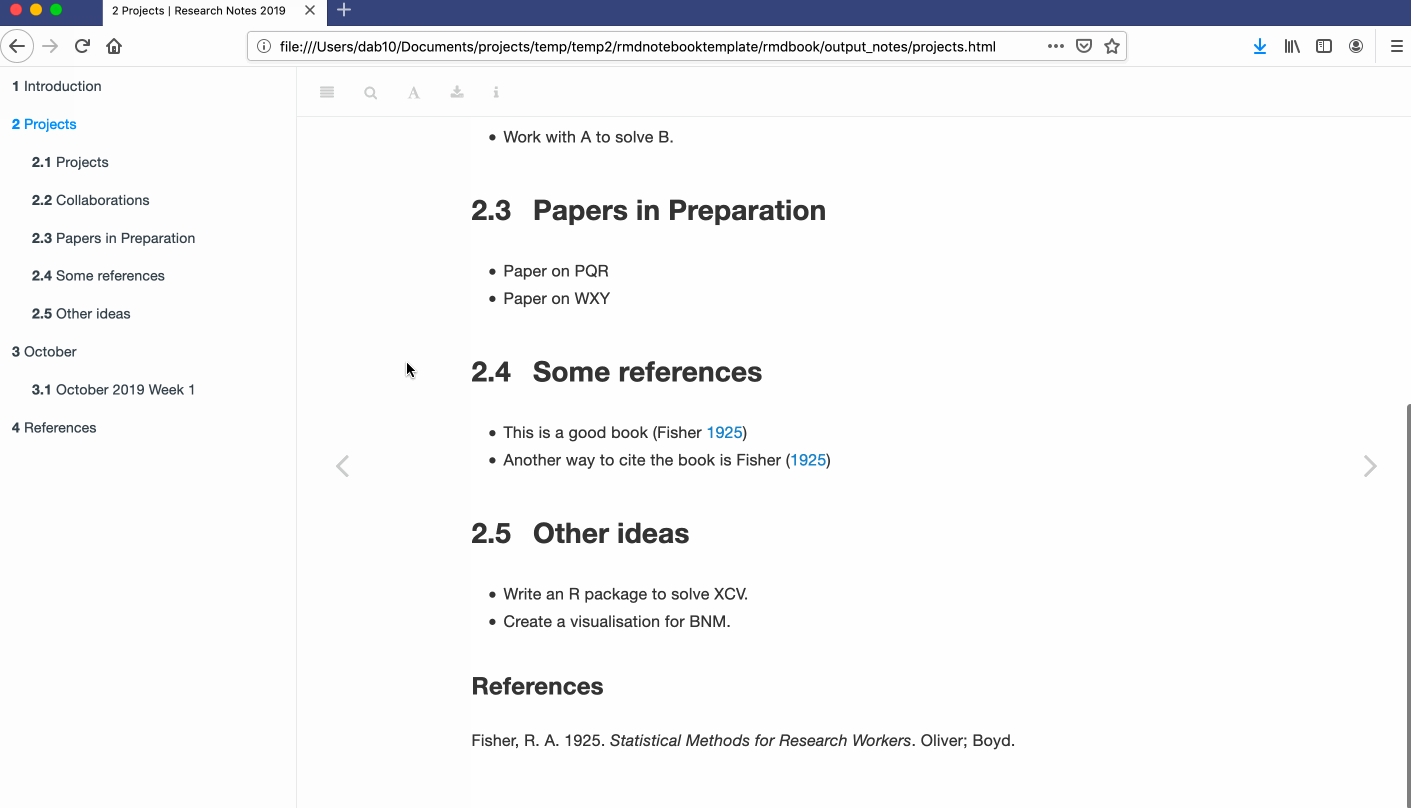 2 Projects | Research Notes 2019
file:///Users/dab10/Documents/projects/temp/temp2/rmdnotebooktemplate/rmdbook/output_notes/projects.html
1 Introduction
2 Projects
2.1 Projects
2.2 Collaborations
2.3 Papers in Preparation
2.4 Some references
2.5 Other ideas
3 October
3.1 October 2019 Week 1
4 References
A
• Work with A to solve B.
2.3 Papers in Preparation
• Paper on PQR
• Paper on WXY
2.4 Some references
• This is a good book (Fisher 1925)
• Another way to cite the book is Fisher (1925)
2.5 Other ideas
• Write an R package to solve XCV.
• Create a visualisation for BNM.
References
Fisher, R. A. 1925. Statistical Methods for Research Workers. Oliver; Boyd.